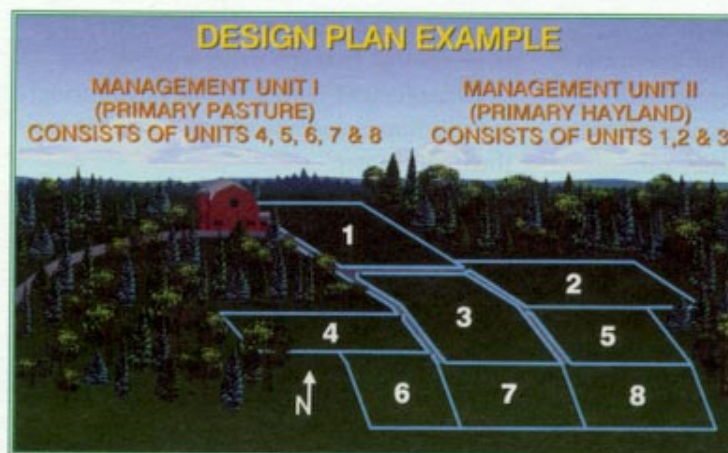 DESIGN PLAN EXAMPLE
MANAGEMENT UNIT I
(PRIMARY PASTURE)
CONSISTS OF UNITS 4, 5, 6, 7 & 8
MANAGEMENT UNIT II
(PRIMARY HAYLAND)
CONSISTS OF UNITS 1,2 & 3
1
2
3
4
5
6
7
8
N